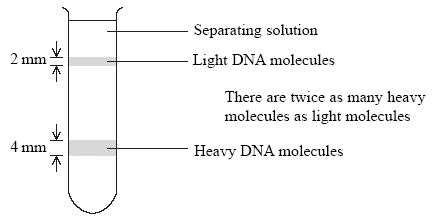 Separating solution
2 mm
Light DNA molecules
There are twice as many heavy
molecules as light molecules
4 mm
Heavy DNA molecules